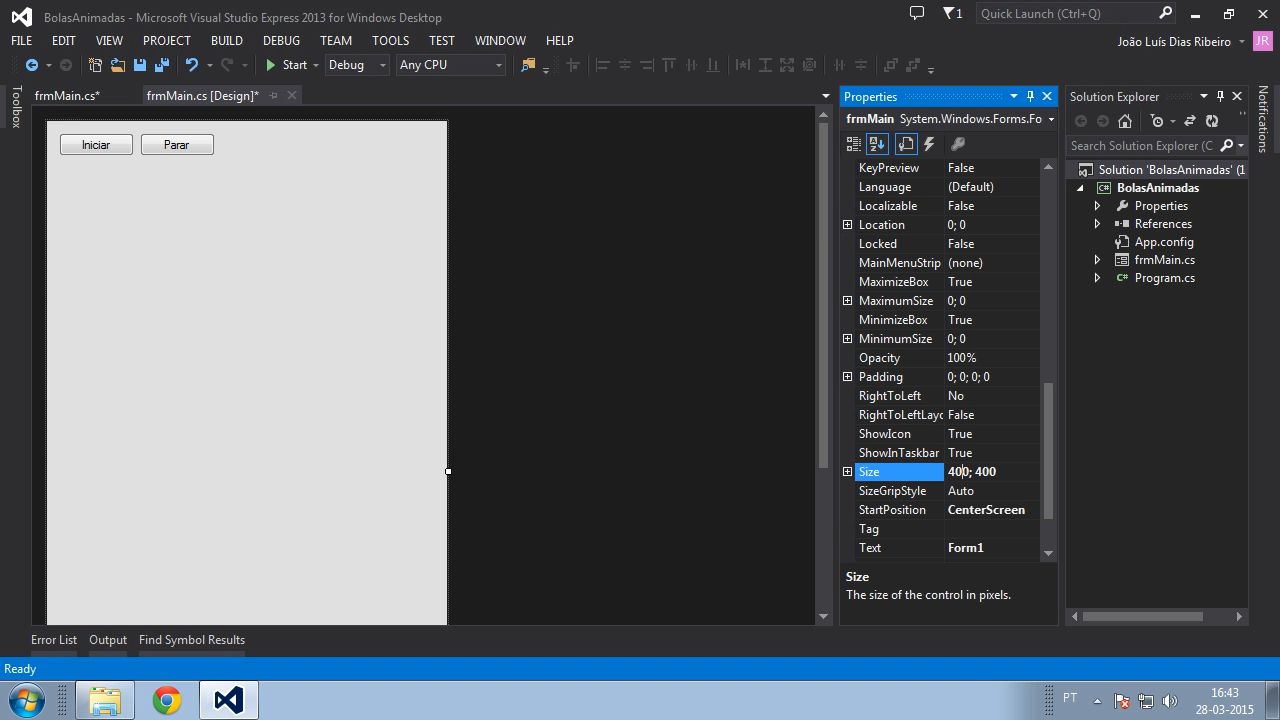 BolasAnimadas - Microsoft Visual Studio Express 2013 for Windows Desktop
1
Quick Launch (Ctrl+Q)
FILE EDIT VIEW PROJECT BUILD DEBUG TEAM TOOLS TEST WINDOW HELP
João Luís Dias Ribeiro
JR
Start Debug Any CPU
Toolbox
frmMain.cs*
frmMain.cs [Design]*
Iniciar Parar
Properties
frmMain System.Windows.Forms.Fo
KeyPreview False
Language (Default)
Localizable False
Location 0; 0
Locked False
MainMenuStrip (none)
MaximizeBox True
MaximumSize 0; 0
MinimizeBox True
MinimumSize 0; 0
Opacity 100%
Padding 0; 0; 0; 0
RightToLeft No
RightToLeftLayo False
ShowIcon True
ShowInTaskbar True
Size 400; 400
SizeGripStyle Auto
StartPosition CenterScreen
Tag
Text Form1
Size
The size of the control in pixels.
Solution Explorer
Search Solution Explorer (C
Solution 'BolasAnimadas' (1
BolasAnimadas
Properties
References
App.config
frmMain.cs
Program.cs
Notifications
Error List Output Find Symbol Results
Ready
PT
16:43
28-03-2015